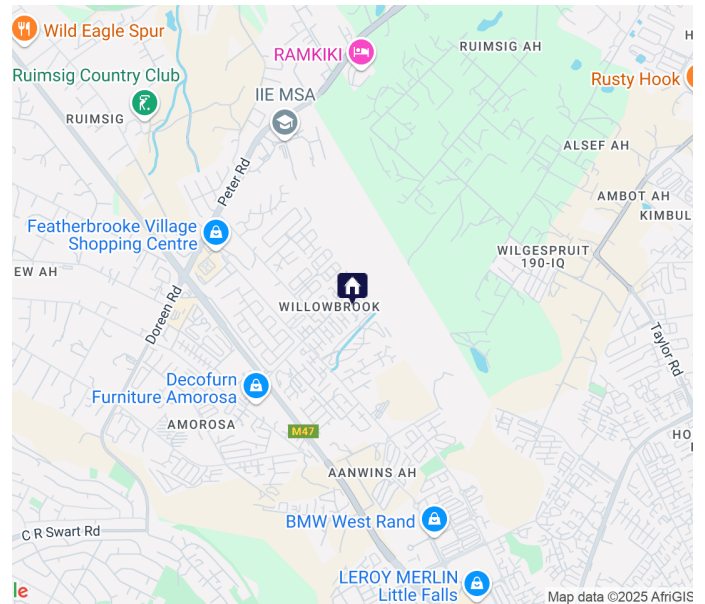 Wild Eagle Spur
RAMKIKI
RUIMSIG AH
Ruimsig Country Club
Rusty Hook
IIE MSA
RUIMSIG
ALSEF AH
Peter Rd
AMBOT AH
KIMBUL
Featherbrooke Village
Shopping Centre
WILGESPRUIT
190-IQ
EW AH
WILLOWBROOK
Doreen Rd
Taylor Rd
Decofurn
Furniture Amorosa
AMOROSA
M47
HO
AANWINS AH
BMW West Rand
C R Swart Rd
LEROY MERLIN
Little Falls
le
Map data ©2025 AfriGIS